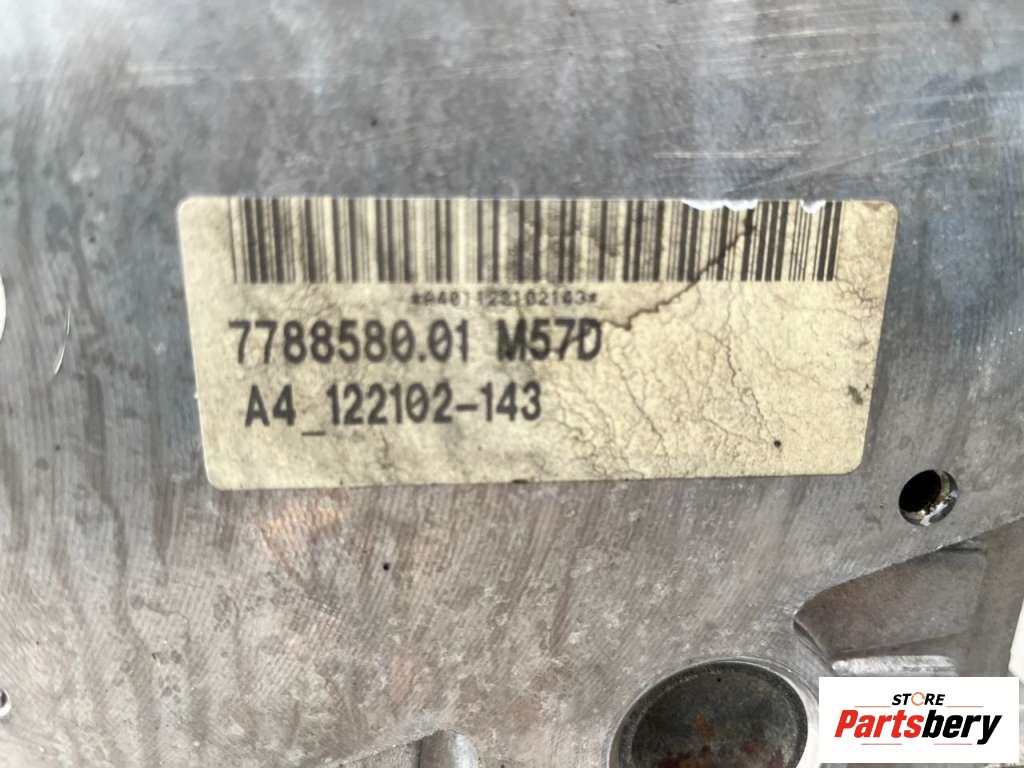 *A401122102143*
7788580.01 M57D
A4_122102-143
STORE
Partsbery